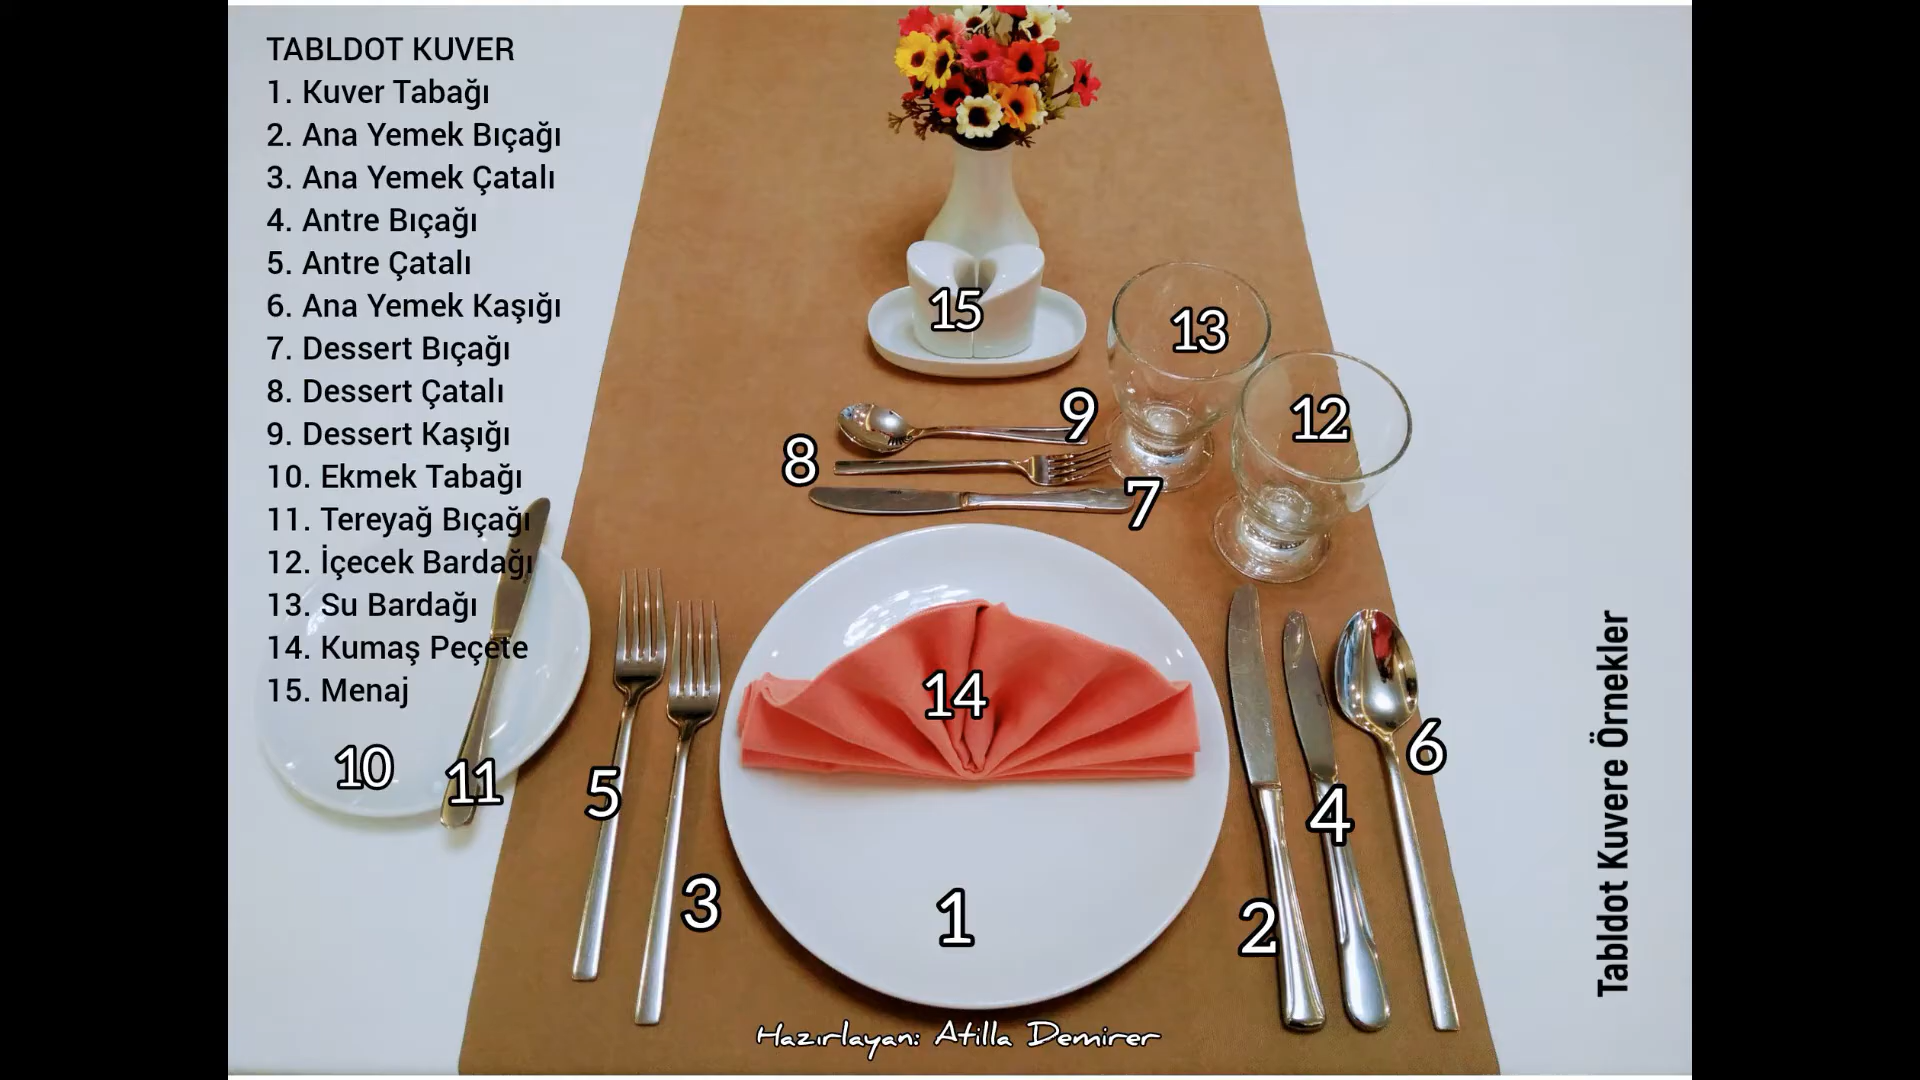 TABLDOT KUVER
1. Kuver Tabağı
2. Ana Yemek Bıçağı
3. Ana Yemek Çatalı
4. Antre Bıçağı
5. Antre Çatalı
6. Ana Yemek Kaşığı
7. Dessert Bıçağı
8. Dessert Çatalı
9. Dessert Kaşığı
10. Ekmek Tabağı
11. Tereyağ Bıçağı
12. İçecek Bardağı
13. Su Bardağı
14. Kumaş Peçete
15. Menaj
15
13
12
9
8
7
14
10
11
5
6
4
3
1
2
Tabldot Kuvere Örnekler
Hazırlayan: Atilla Demirer